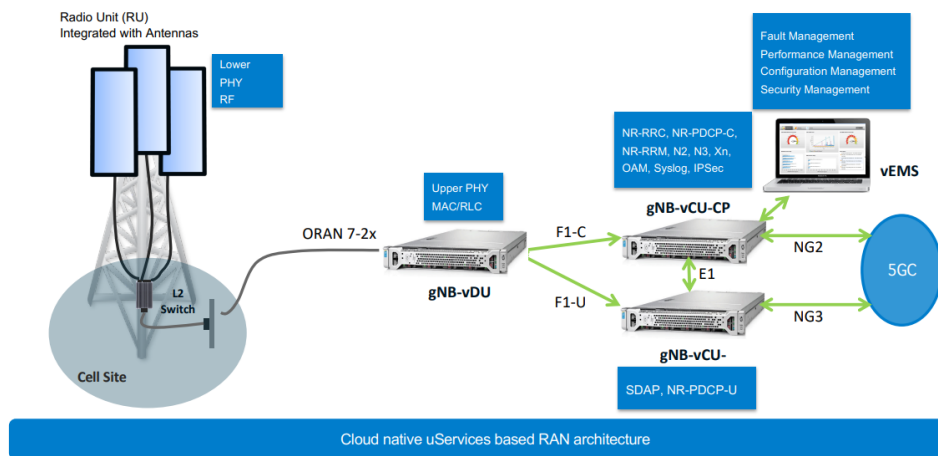 Radio Unit (RU)
Integrated with Antennas
Lower
PHY
RF
Fault Management
Performance Management
Configuration Management
Security Management
NR-RRC, NR-PDCP-C,
NR-RRM, N2, N3, Xn,
OAM, Syslog, IPSec
vEMS
Upper PHY
MAC/RLC
gNB-vCU-CP
ORAN 7-2x
F1-C
NG2
5GC
gNB-vDU
E1
L2
Switch
F1-U
NG3
gNB-vCU-
Cell Site
SDAP, NR-PDCP-U
Cloud native uServices based RAN architecture